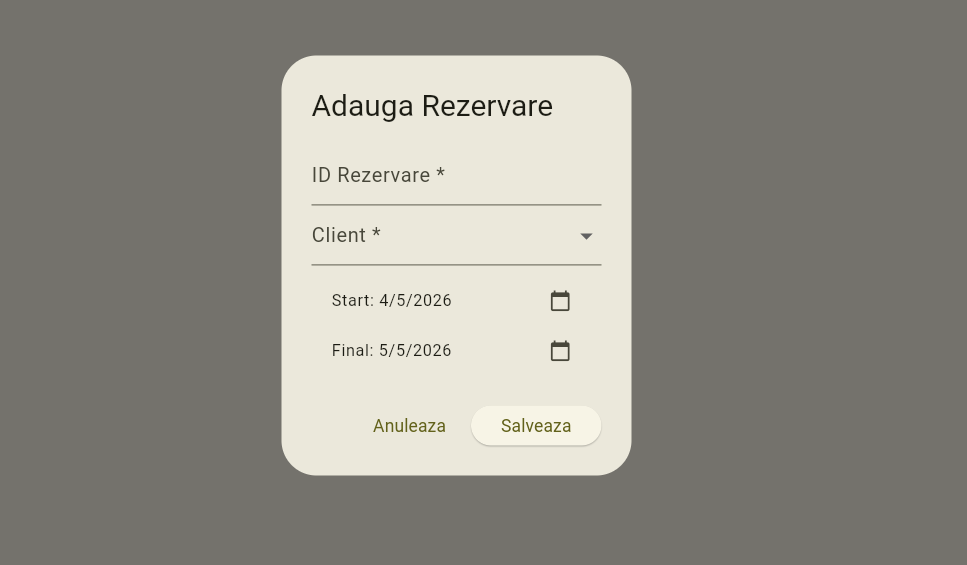 Adauga Rezervare
ID Rezervare *
Client *
Start: 4/5/2026
Final: 5/5/2026
Anuleaza
Salveaza